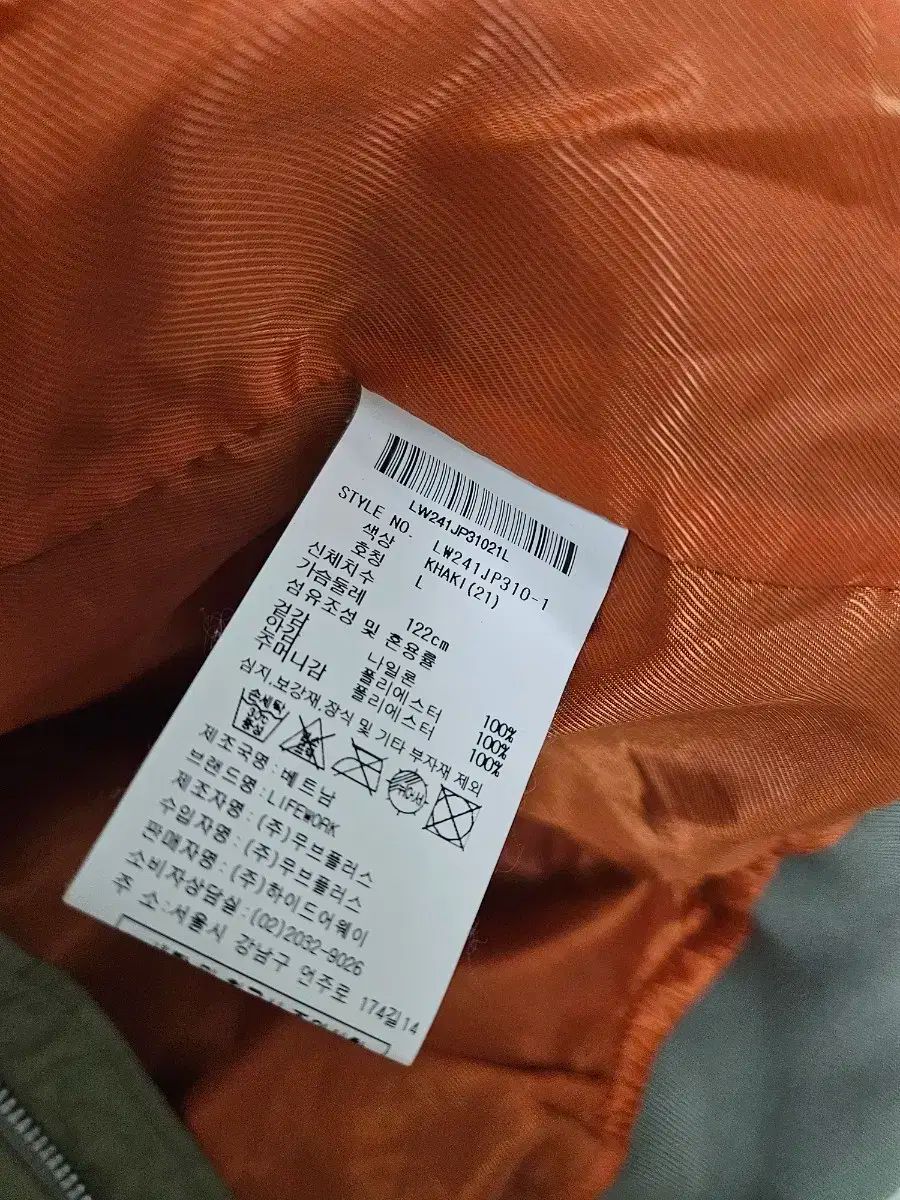 LW241JP31021L
STYLE NO. LW241JP310-1
색상 KHAKI(21)
호칭 L
신체치수
가슴둘레 122cm
섬유조성 및 혼용률
겉감 나일론 100%
안감 폴리에스터 100%
주머니감 폴리에스터 100%
심지,보강재,장식 및 기타 부자재 제외
손세탁
중성
제조국명:베트남
브랜드명:LIFEWORK
제조자명:(주)무브플러스
수입자명:(주)무브플러스
판매자명:(주)하이드어웨이
소비자상담실:(02)2032-9026
주 소:서울시 강남구 언주로 174길14